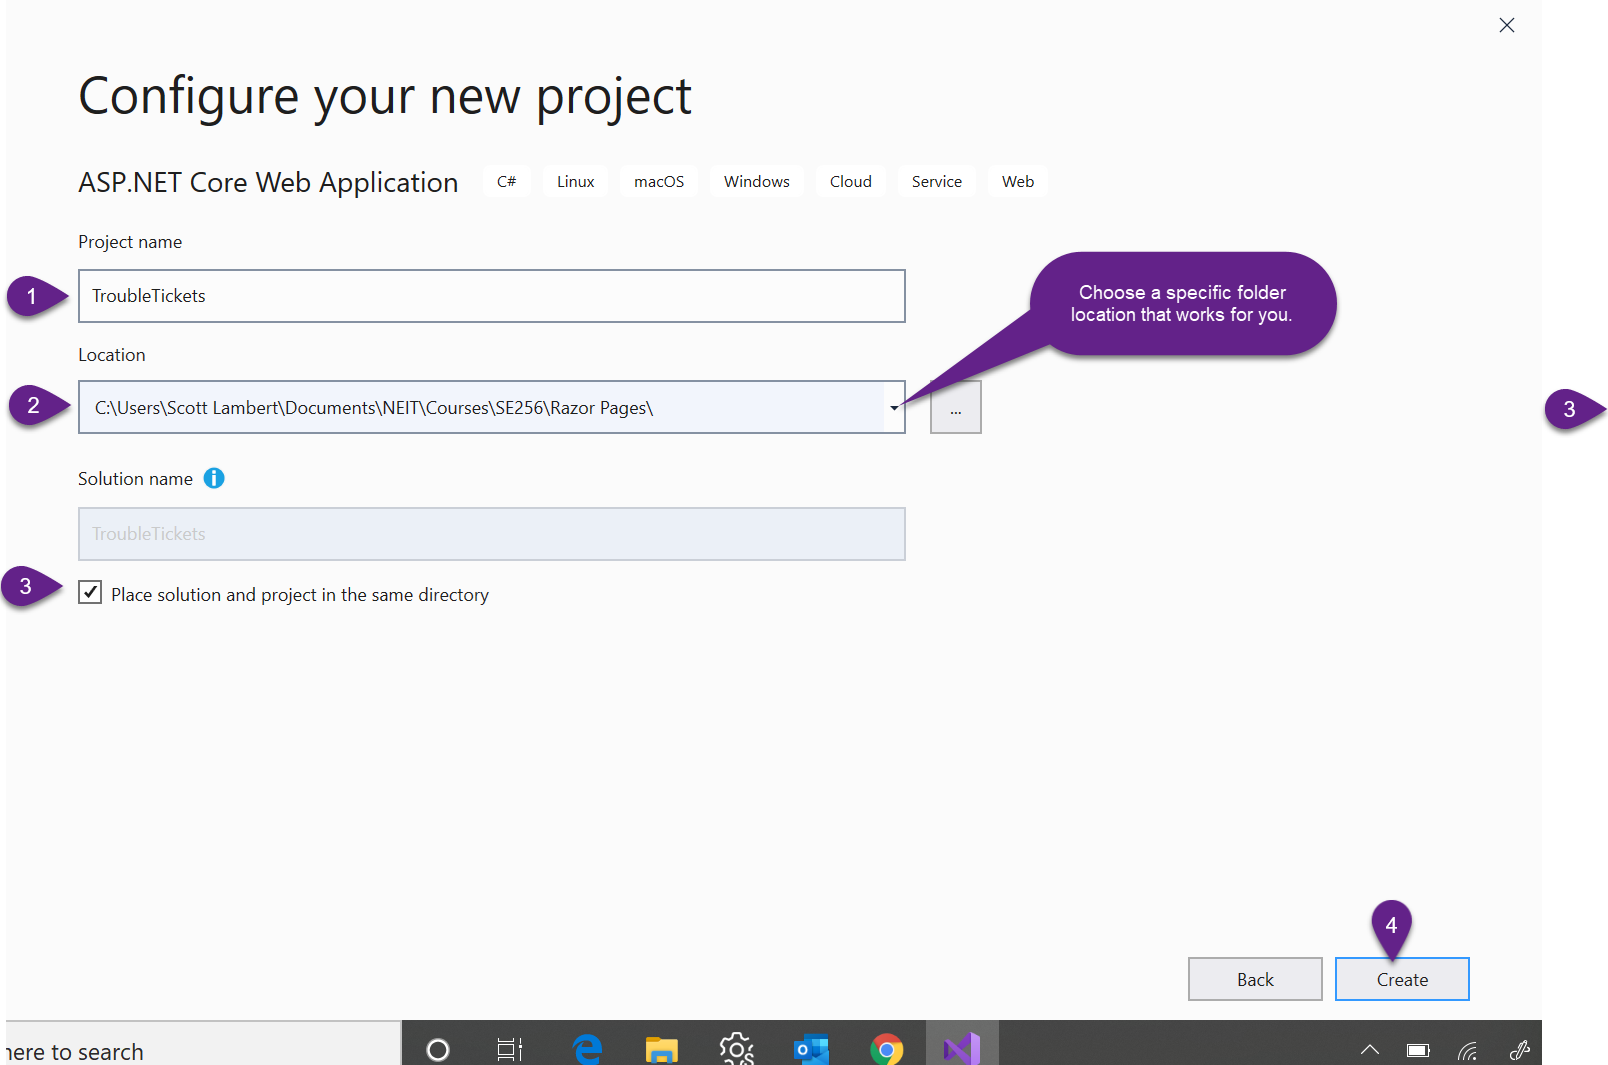 Configure your new project
ASP.NET Core Web Application C# Linux macOS Windows Cloud Service Web
Project name
1 TroubleTickets
Choose a specific folder
location that works for you.
Location
2 C:\Users\Scott Lambert\Documents\NEIT\Courses\SE256\Razor Pages\ ...
3
Solution name i
TroubleTickets
3 Place solution and project in the same directory
4
Back Create
here to search